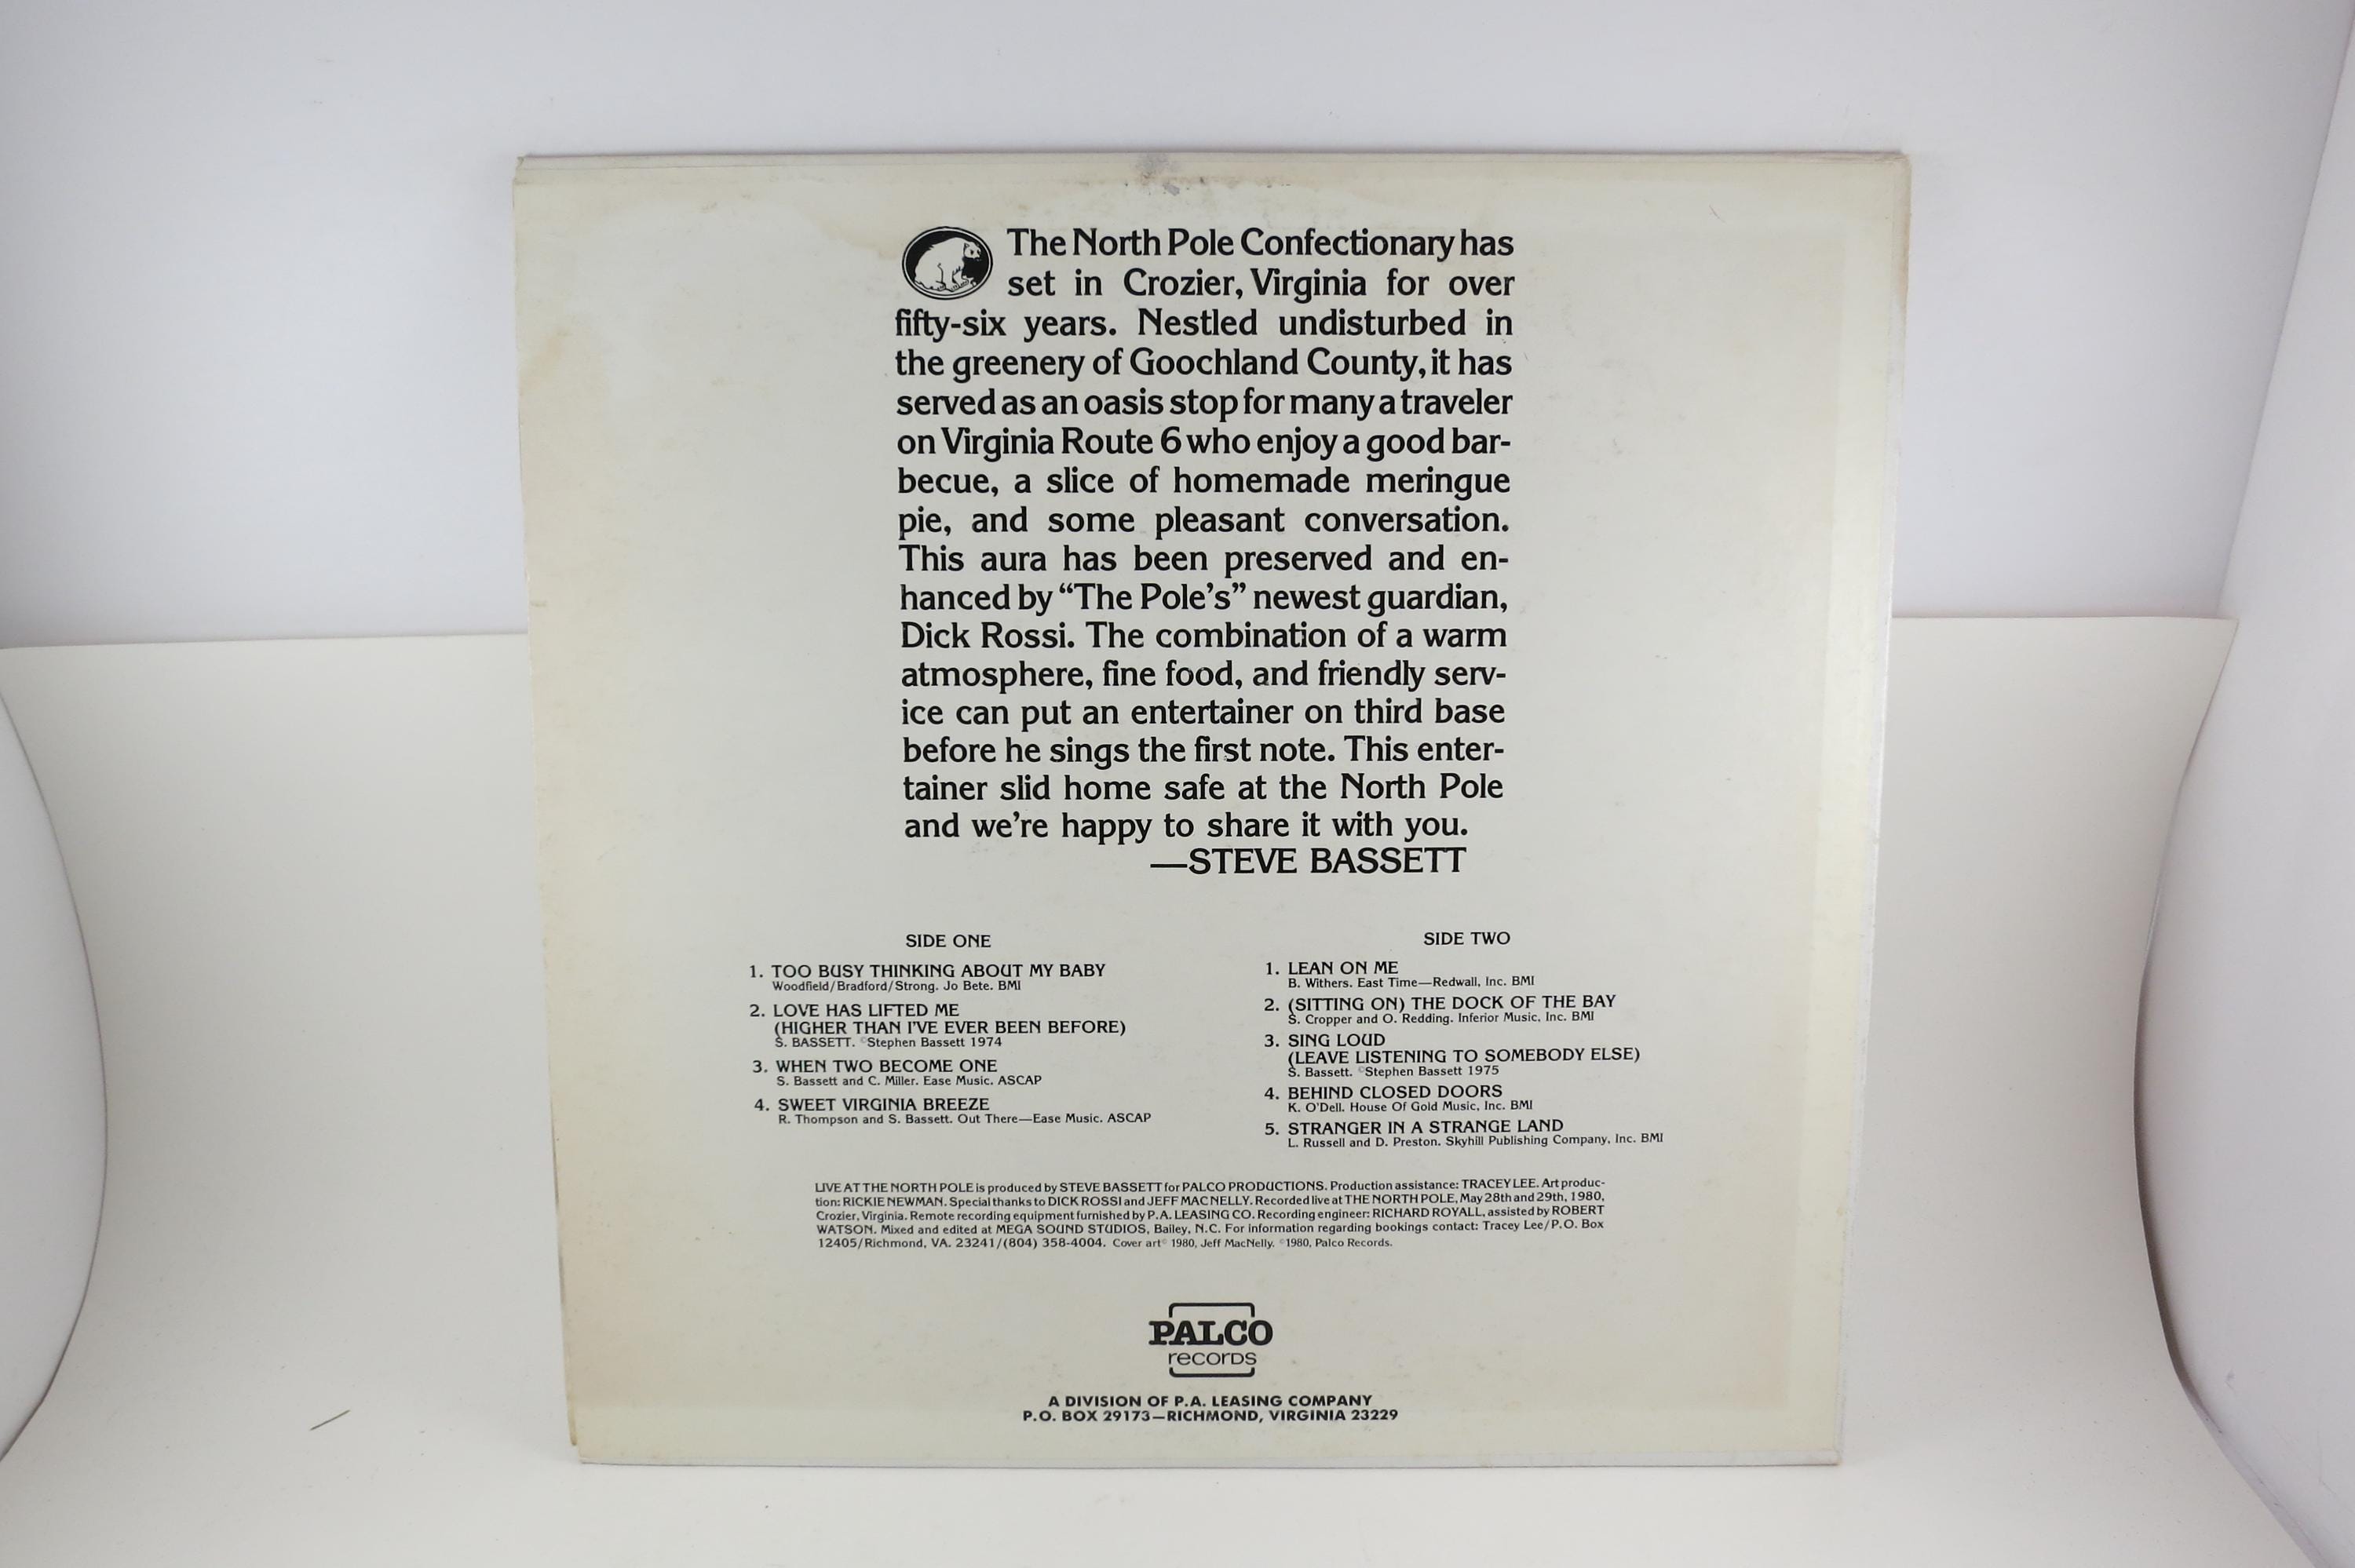 The North Pole Confectionary has
set in Crozier, Virginia for over
fifty-six years. Nestled undisturbed in
the greenery of Goochland County, it has
served as an oasis stop for many a traveler
on Virginia Route 6 who enjoy a good bar-
becue, a slice of homemade meringue
pie, and some pleasant conversation.
This aura has been preserved and en-
hanced by “The Pole’s” newest guardian,
Dick Rossi. The combination of a warm
atmosphere, fine food, and friendly serv-
ice can put an entertainer on third base
before he sings the first note. This enter-
tainer slid home safe at the North Pole
and we’re happy to share it with you.
—STEVE BASSETT
SIDE ONE
1. TOO BUSY THINKING ABOUT MY BABY
Woodfield/Bradford/Strong. Jo Bete. BMI
2. LOVE HAS LIFTED ME
(HIGHER THAN I'VE EVER BEEN BEFORE)
S. BASSETT. ©Stephen Bassett 1974
3. WHEN TWO BECOME ONE
S. Bassett and C. Miller. Ease Music. ASCAP
4. SWEET VIRGINIA BREEZE
R. Thompson and S. Bassett. Out There—Ease Music. ASCAP
SIDE TWO
1. LEAN ON ME
B. Withers. East Time—Redwall, Inc. BMI
2. (SITTING ON) THE DOCK OF THE BAY
S. Cropper and O. Redding. Inferior Music, Inc. BMI
3. SING LOUD
(LEAVE LISTENING TO SOMEBODY ELSE)
S. Bassett. ©Stephen Bassett 1975
4. BEHIND CLOSED DOORS
K. O'Dell. House Of Gold Music, Inc. BMI
5. STRANGER IN A STRANGE LAND
L. Russell and D. Preston. Skyhill Publishing Company, Inc. BMI
LIVE AT THE NORTH POLE is produced by STEVE BASSETT for PALCO PRODUCTIONS. Production assistance: TRACEY LEE. Art produc-
tion: RICKIE NEWMAN. Special thanks to DICK ROSSI and JEFF MAC NELLY. Recorded live at THE NORTH POLE, May 28th and 29th, 1980,
Crozier, Virginia. Remote recording equipment furnished by P.A. LEASING CO. Recording engineer: RICHARD ROYALL, assisted by ROBERT
WATSON. Mixed and edited at MEGA SOUND STUDIOS, Bailey, N.C. For information regarding bookings contact: Tracey Lee/P.O. Box
12405/Richmond, VA. 23241/(804) 358-4004. Cover art© 1980, Jeff MacNelly. ©1980, Palco Records.
PALCO
records
A DIVISION OF P.A. LEASING COMPANY
P.O. BOX 29173—RICHMOND, VIRGINIA 23229